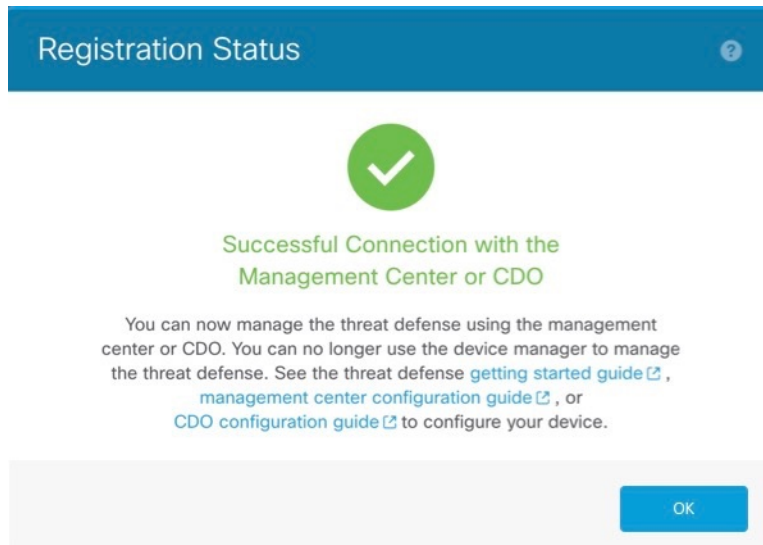 Registration Status
?
Successful Connection with the
Management Center or CDO
You can now manage the threat defense using the management
center or CDO. You can no longer use the device manager to manage
the threat defense. See the threat defense getting started guide ,
management center configuration guide , or
CDO configuration guide to configure your device.
OK